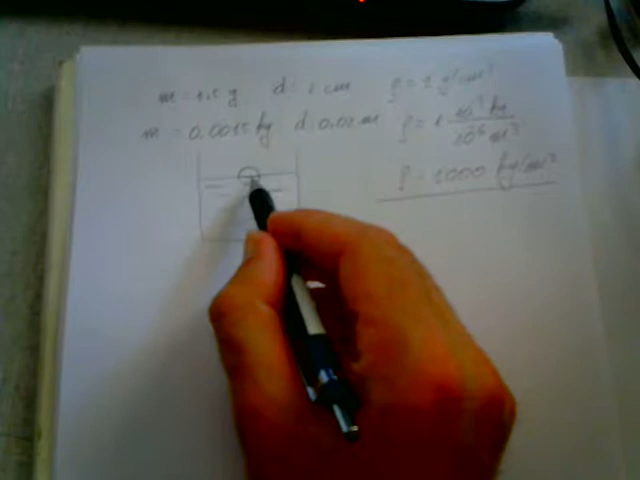 m = 1.5 g d = 1 cm ρ = 1 g/cm³
m = 0.0015 kg d = 0.01 m ρ = 1 10⁻³ kg / 10⁻⁶ m³
ρ = 1000 kg/m³